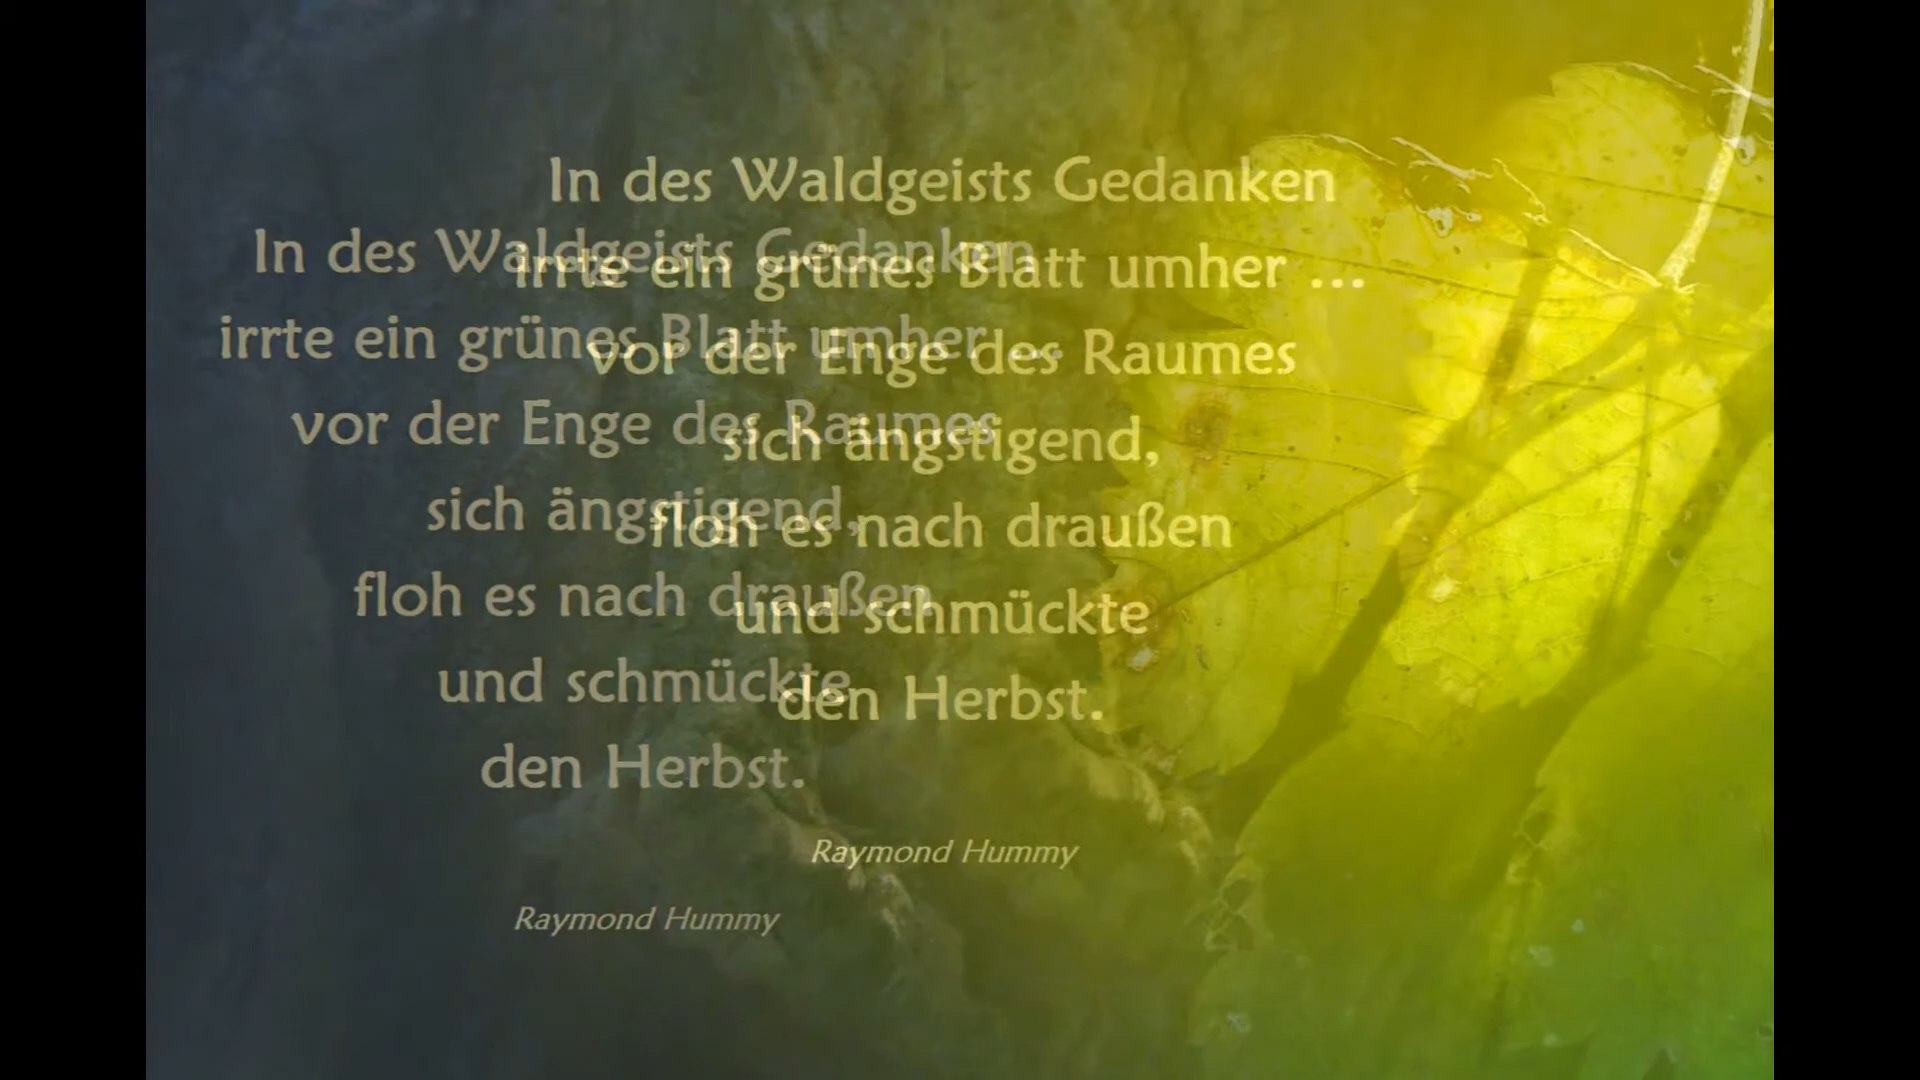 In des Waldgeists Gedanken
irrte ein grünes Blatt umher ...
vor der Enge des Raumes
sich ängstigend,
floh es nach draußen
und schmückte
den Herbst.
Raymond Hummy
In des Waldgeists Gedanken
irrte ein grünes Blatt umher ...
vor der Enge des Raumes
sich ängstigend,
floh es nach draußen
und schmückte
den Herbst.
Raymond Hummy